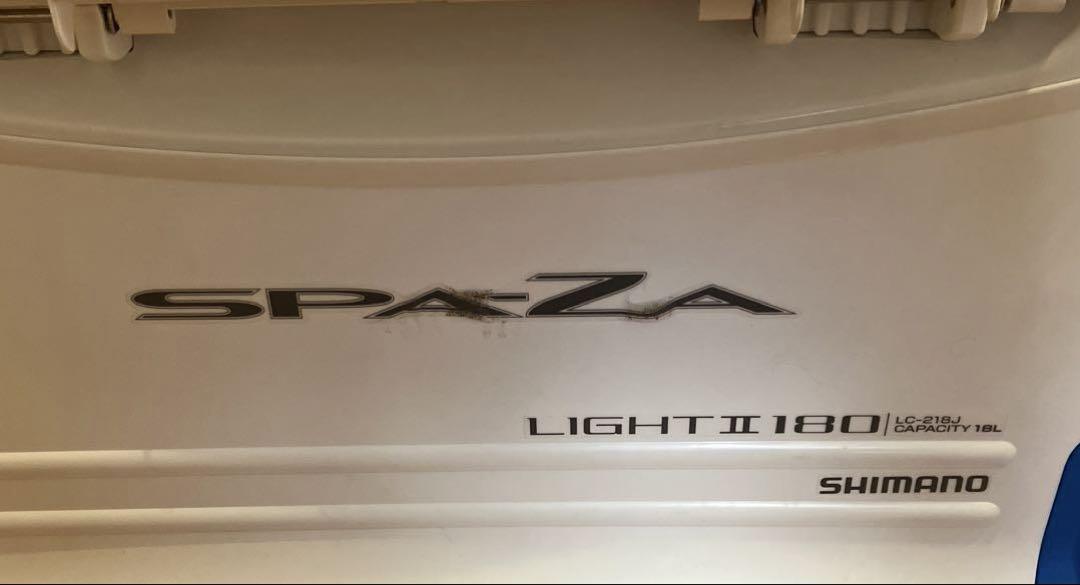 SPA-ZA
LIGHT II 180
LC-218J
CAPACITY 18L
SHIMANO